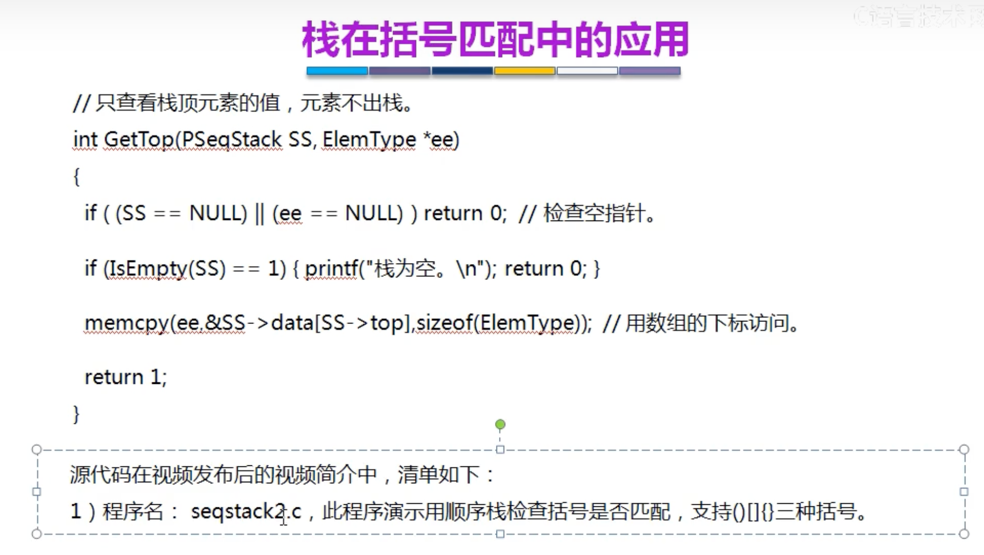 栈在括号匹配中的应用
// 只查看栈顶元素的值，元素不出栈。
int GetTop(PSeqStack SS, ElemType *ee)
{
if ( (SS == NULL) || (ee == NULL) ) return 0; // 检查空指针。
if (IsEmpty(SS) == 1) { printf("栈为空。\n"); return 0; }
memcpy(ee,&SS->data[SS->top],sizeof(ElemType)); // 用数组的下标访问。
return 1;
}
源代码在视频发布后的视频简介中，清单如下：
1）程序名： seqstack2.c，此程序演示用顺序栈检查括号是否匹配，支持()[]{}三种括号。